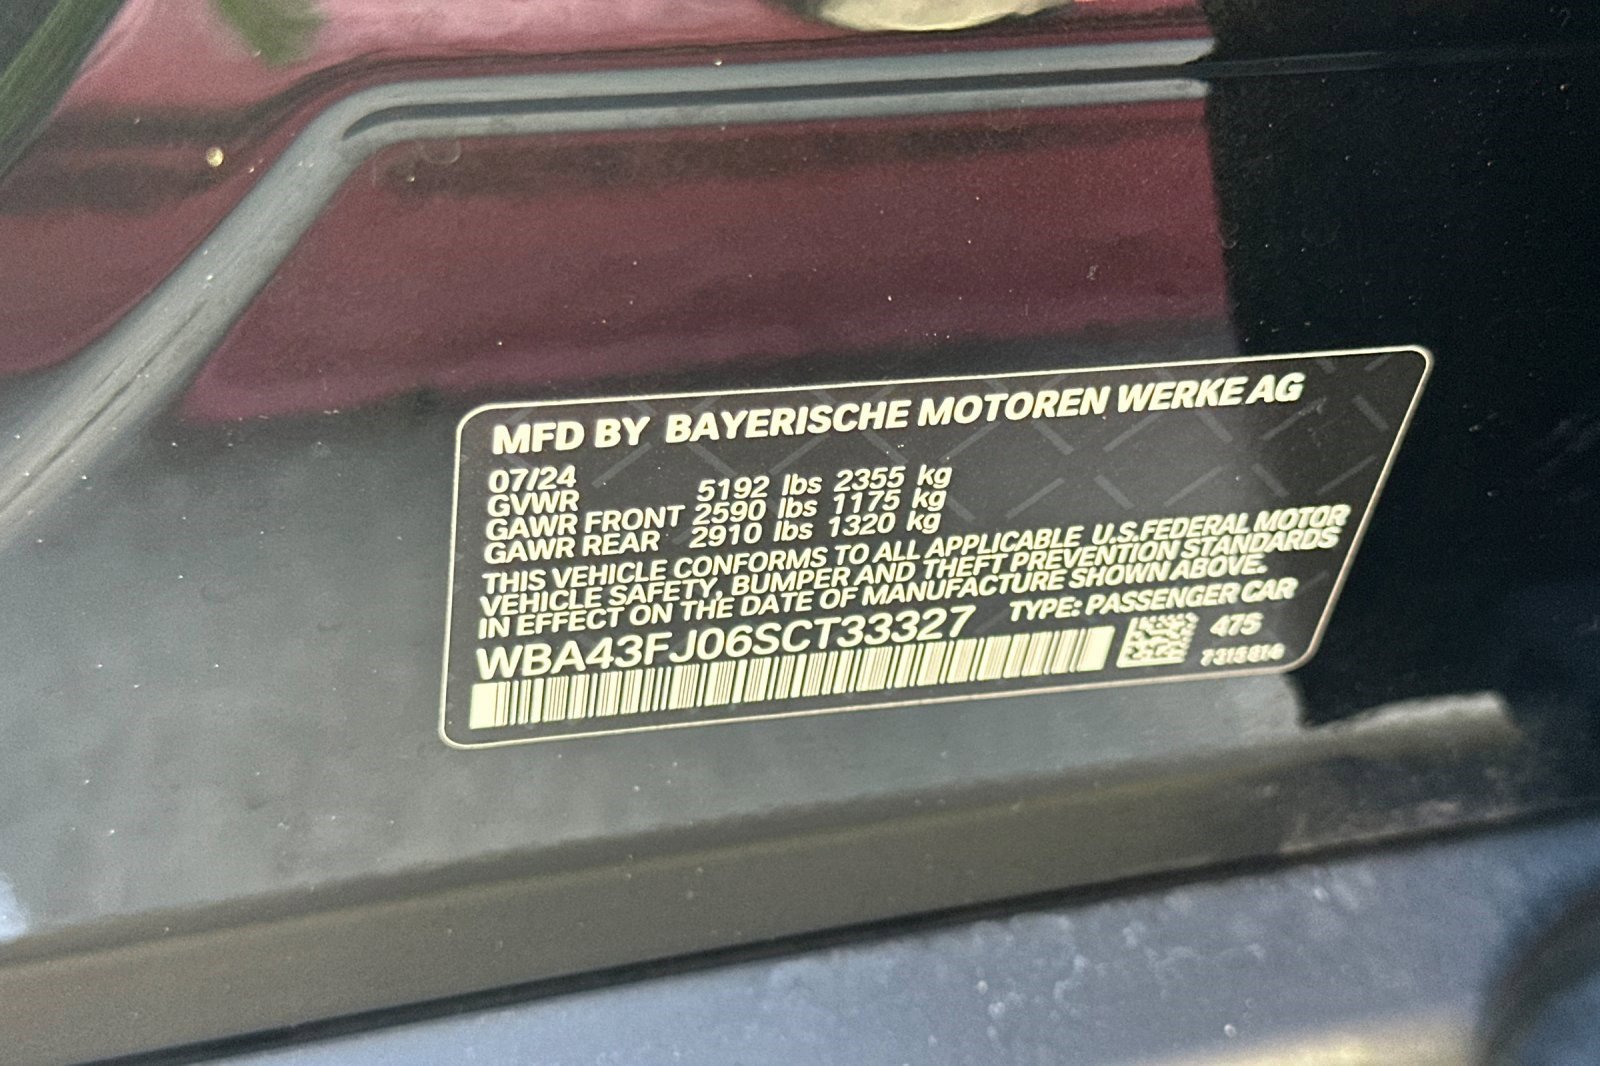 MFD BY BAYERISCHE MOTOREN WERKE AG
07/24
GVWR 5192 lbs 2355 kg
GAWR FRONT 2590 lbs 1175 kg
GAWR REAR 2910 lbs 1320 kg
THIS VEHICLE CONFORMS TO ALL APPLICABLE U.S.FEDERAL MOTOR
VEHICLE SAFETY, BUMPER AND THEFT PREVENTION STANDARDS
IN EFFECT ON THE DATE OF MANUFACTURE SHOWN ABOVE.
WBA43FJ06SCT33327 TYPE: PASSENGER CAR
475
7318814